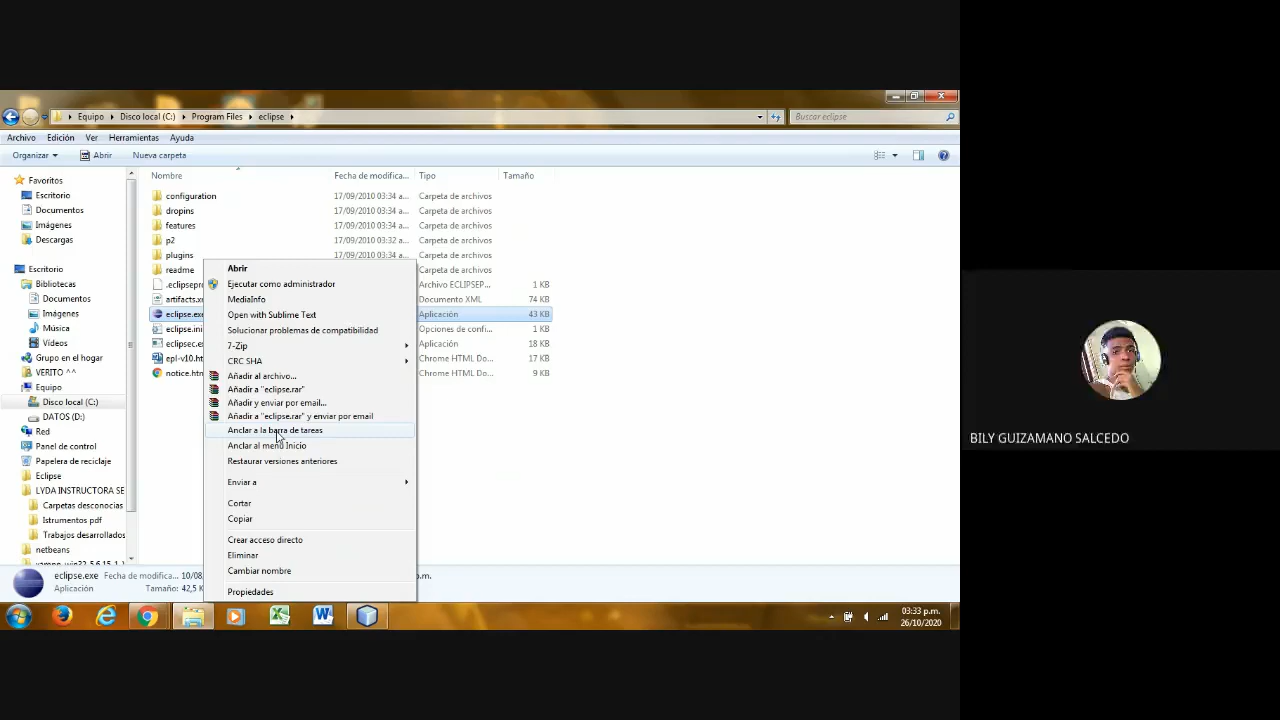 Equipo Disco local (C:) Program Files eclipse Buscar eclipse
Archivo Edición Ver Herramientas Ayuda
Organizar Abrir Nueva carpeta
Nombre Fecha de modifica... Tipo Tamaño
Favoritos
Escritorio
Documentos
Imágenes
Descargas
Escritorio
Bibliotecas
Documentos
Imágenes
Música
Vídeos
Grupo en el hogar
VERITO ^^
Equipo
Disco local (C:)
DATOS (D:)
Red
Panel de control
Papelera de reciclaje
Eclipse
LYDA INSTRUCTORA SE
Carpetas desconocias
Istrumentos pdf
Trabajos desarrollados
netbeans
configuration 17/09/2010 03:34 a... Carpeta de archivos
dropins 17/09/2010 03:34 a... Carpeta de archivos
features 17/09/2010 03:34 a... Carpeta de archivos
p2 17/09/2010 03:32 a... Carpeta de archivos
plugins 17/09/2010 03:34 a... Carpeta de archivos
readme Carpeta de archivos
.eclipsepro Archivo ECLIPSEP... 1 KB
artifacts.x Documento XML 74 KB
eclipse.exe Aplicación 43 KB
eclipse.ini Opciones de confi... 1 KB
eclipsec.ex Aplicación 18 KB
epl-v10.ht Chrome HTML Do... 17 KB
notice.htm Chrome HTML Do... 9 KB
Abrir
Ejecutar como administrador
MediaInfo
Open with Sublime Text
Solucionar problemas de compatibilidad
7-Zip
CRC SHA
Añadir al archivo...
Añadir a "eclipse.rar"
Añadir y enviar por email...
Añadir a "eclipse.rar" y enviar por email
Anclar a la barra de tareas
Anclar al menú Inicio
Restaurar versiones anteriores
Enviar a
Cortar
Copiar
Crear acceso directo
Eliminar
Cambiar nombre
Propiedades
eclipse.exe Fecha de modifica... 10/08 .m.
Aplicación Tamaño: 42,5 K
03:33 p.m.
26/10/2020
BILY GUIZAMANO SALCEDO